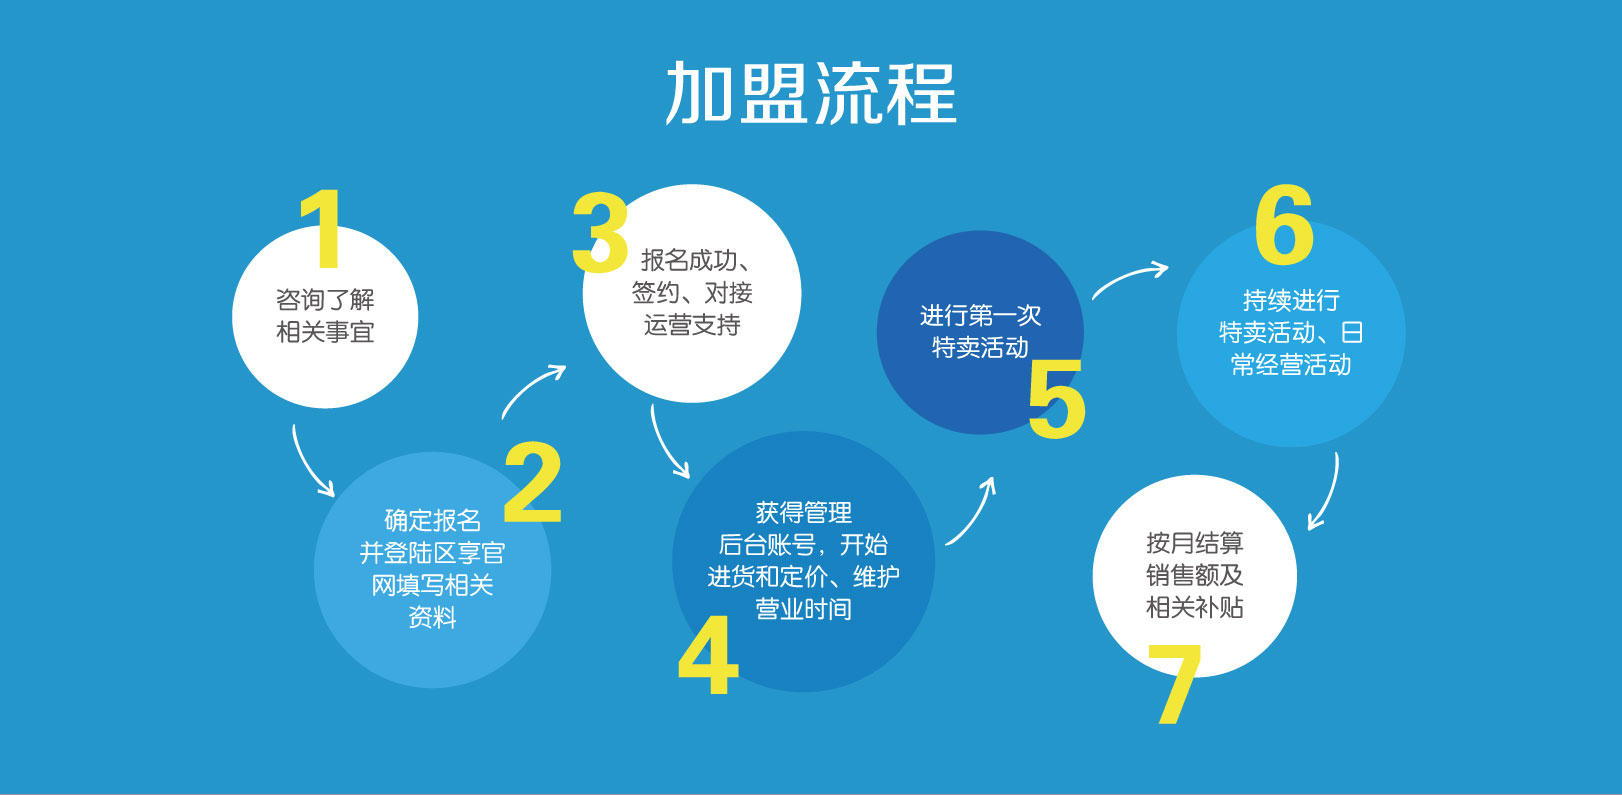 加盟流程
1
咨询了解
相关事宜
2
确定报名
并登陆区享官
网填写相关
资料
3
报名成功、
签约、对接
运营支持
4
获得管理
后台账号，开始
进货和定价、维护
营业时间
5
进行第一次
特卖活动
6
持续进行
特卖活动、日
常经营活动
7
按月结算
销售额及
相关补贴